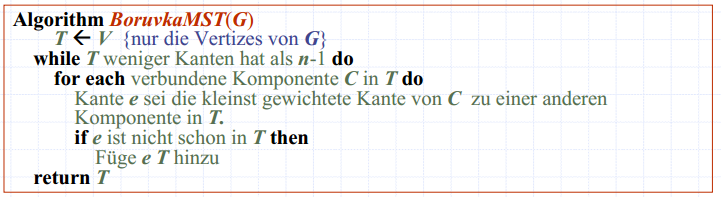 Algorithm BoruvkaMST(G)
T ← V {nur die Vertizes von G}
while T weniger Kanten hat als n-1 do
for each verbundene Komponente C in T do
Kante e sei die kleinst gewichtete Kante von C zu einer anderen
Komponente in T.
if e ist nicht schon in T then
Füge e T hinzu
return T